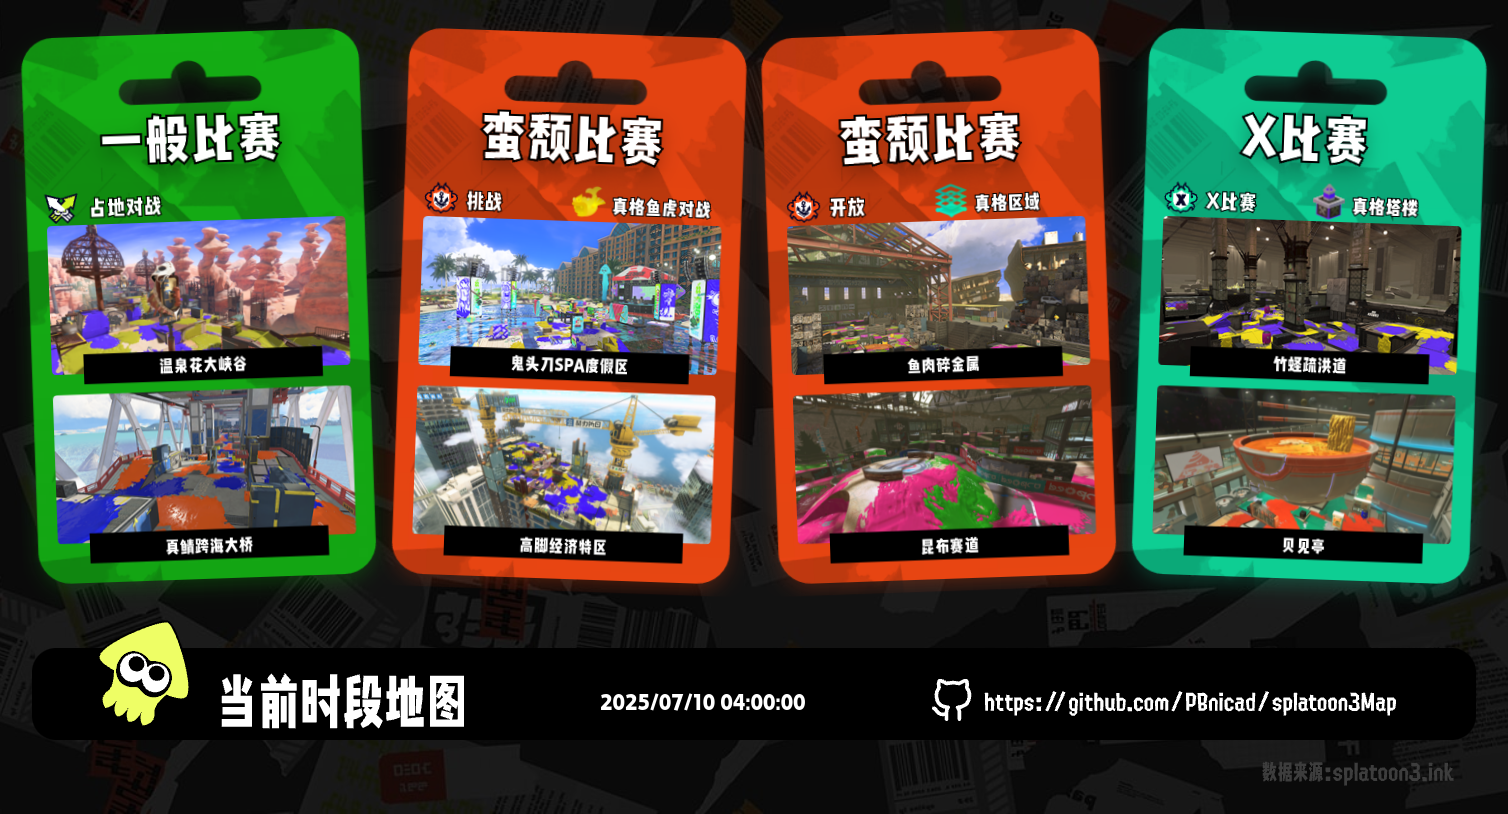 一般比赛
占地对战
温泉花大峡谷
真鲭跨海大桥
蛮颓比赛
挑战
真格鱼虎对战
鬼头刀SPA度假区
高脚经济特区
蛮颓比赛
开放
真格区域
鱼肉碎金属
昆布赛道
X比赛
X比赛
真格塔楼
竹蛏疏洪道
贝见亭
当前时段地图
2025/07/10 04:00:00
https://github.com/PBnicad/splatoon3Map
数据来源:splatoon3.ink